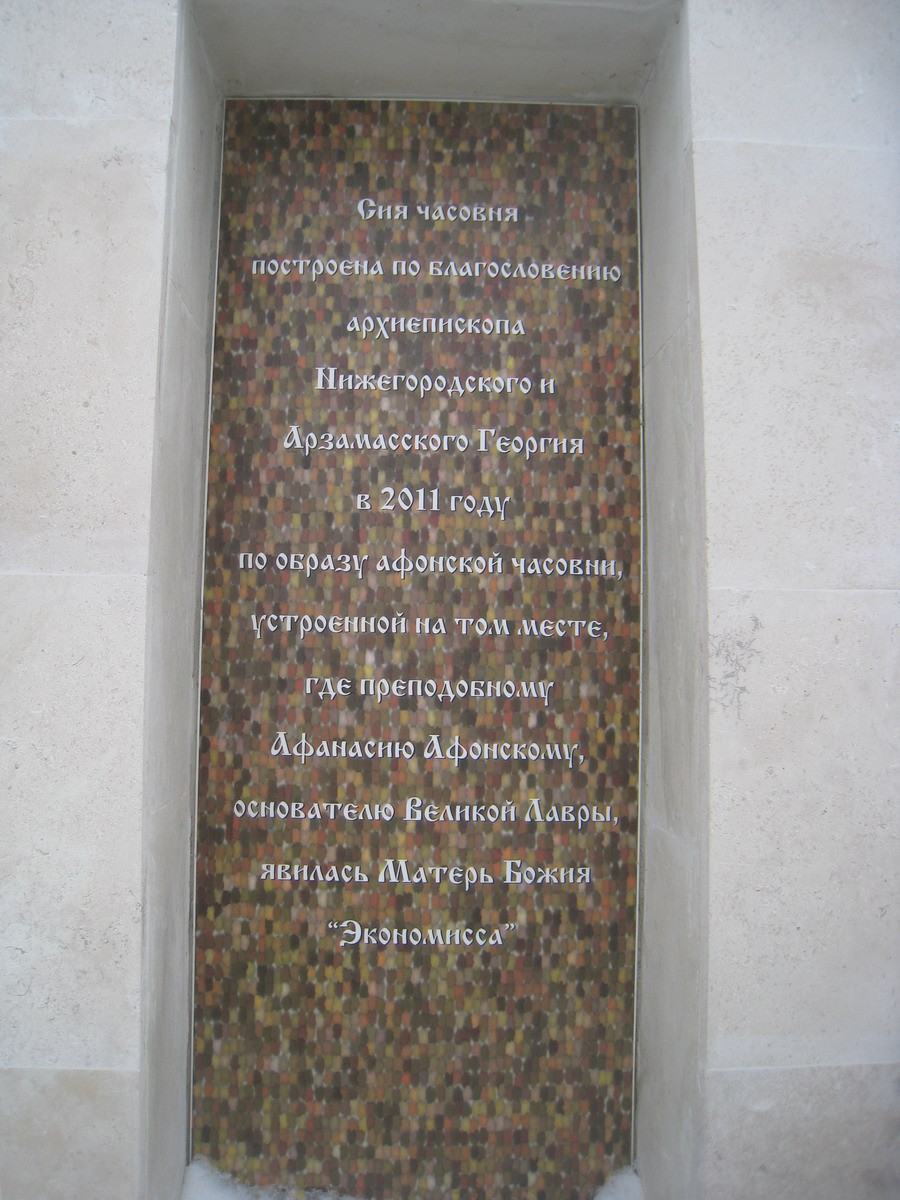 Сия часовня
построена по благословению
архиепископа
Нижегородского и
Арзамасского Георгия
в 2011 году
по образу афонской часовни,
устроенной на том месте,
где преподобному
Афанасию Афонскому,
основателю Великой Лавры,
явилась Матерь Божия
“Экономисса”